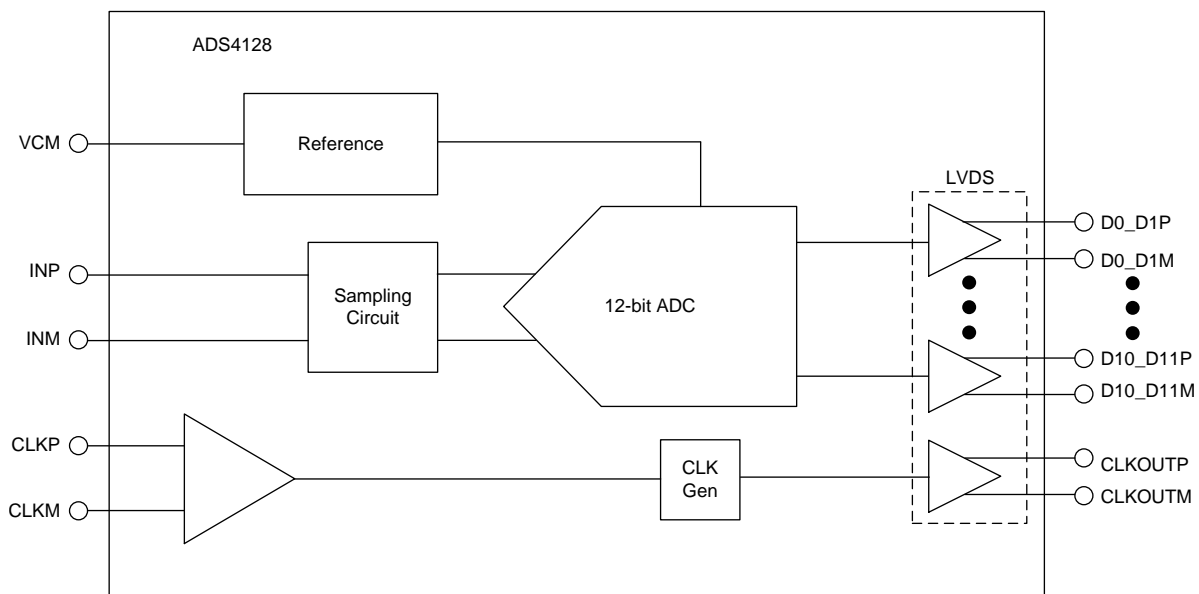 ADS4128
VCM
Reference
LVDS
D0_D1P
INP
D0_D1M
Sampling
Circuit
12-bit ADC
INM
D10_D11P
D10_D11M
CLKP
CLK
Gen
CLKOUTP
CLKM
CLKOUTM